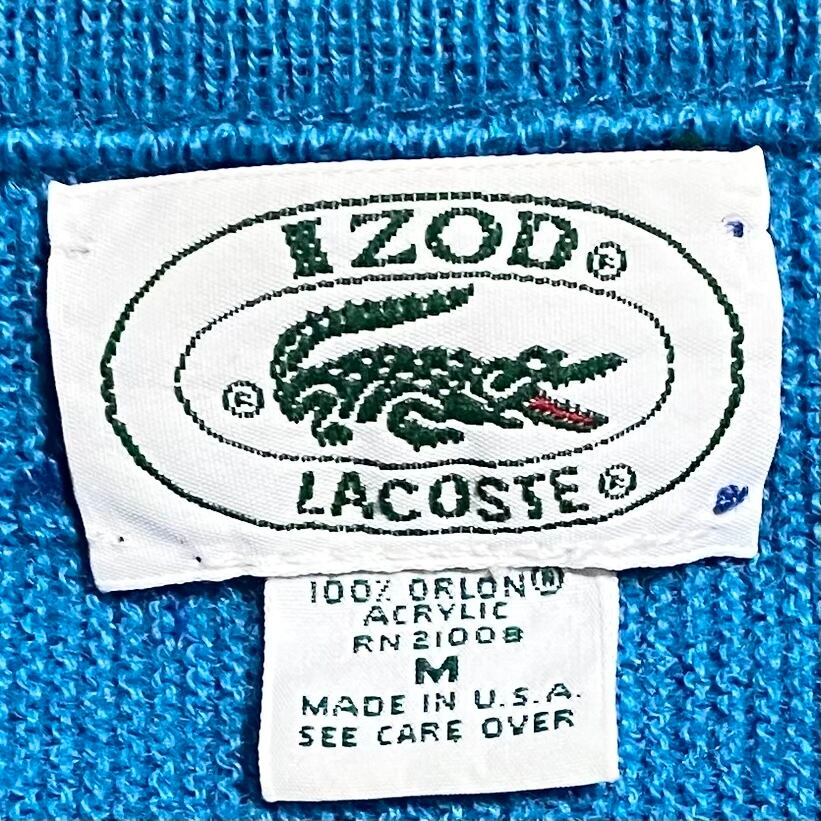 IZOD®
®
LACOSTE®
100% ORLON®
ACRYLIC
RN 21008
M
MADE IN U.S.A.
SEE CARE OVER